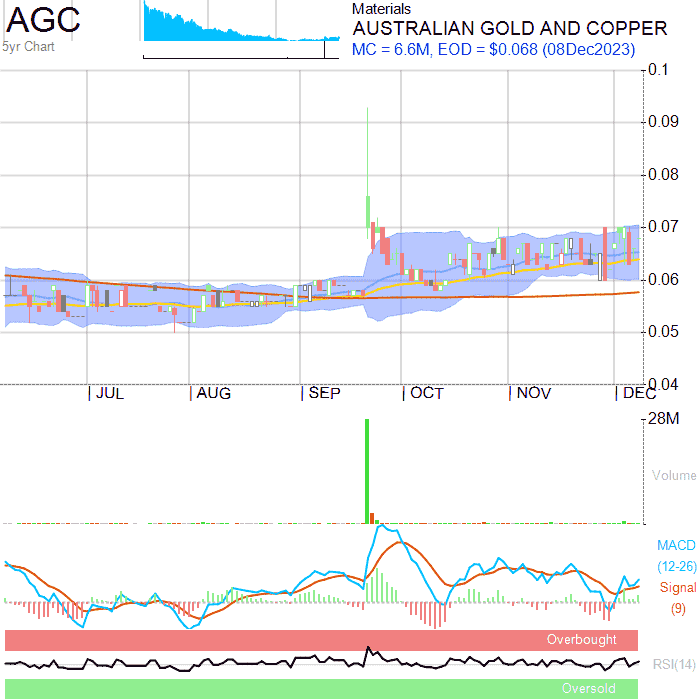 AGC
5yr Chart
Materials
AUSTRALIAN GOLD AND COPPER
MC = 6.6M, EOD = $0.068 (08Dec2023)
0.1
0.09
0.08
0.07
0.06
0.05
0.04
JUL AUG SEP OCT NOV DEC
28M
Volume
MACD
(12-26)
Signal
(9)
Overbought
RSI(14)
Oversold